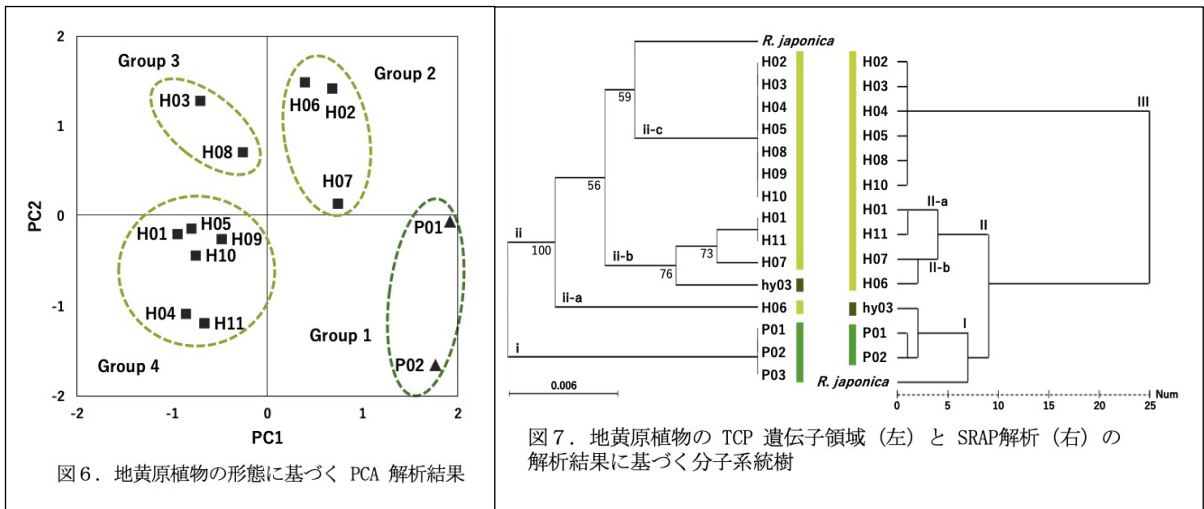 2
1
0
-1
-2
-2
-1
0
1
2
PC2
PC1
Group 3
Group 2
Group 1
Group 4
H03
H08
H06
H02
H07
H01
H05
H09
H10
H04
H11
P01
P02
図６．地黄原植物の形態に基づく PCA 解析結果
R. japonica
H02
H03
H04
H05
H08
H09
H10
H01
H11
H07
hy03
H06
P01
P02
P03
59
ii-c
56
ii
100
ii-b
73
76
ii-a
i
0.006
H02
H03
H04
H05
H08
H10
H01
H11
H07
H06
hy03
P01
P02
R. japonica
III
II-a
II
II-b
I
0
5
10
15
20
25
Num
図７．地黄原植物の TCP 遺伝子領域（左）と SRAP解析（右）の
解析結果に基づく分子系統樹